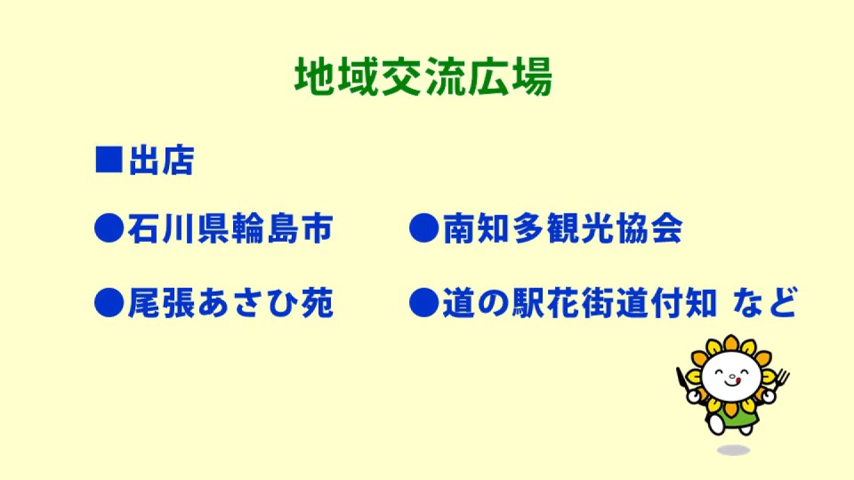 地域交流広場
■出店
●石川県輪島市 ●南知多観光協会
●尾張あさひ苑 ●道の駅花街道付知 など